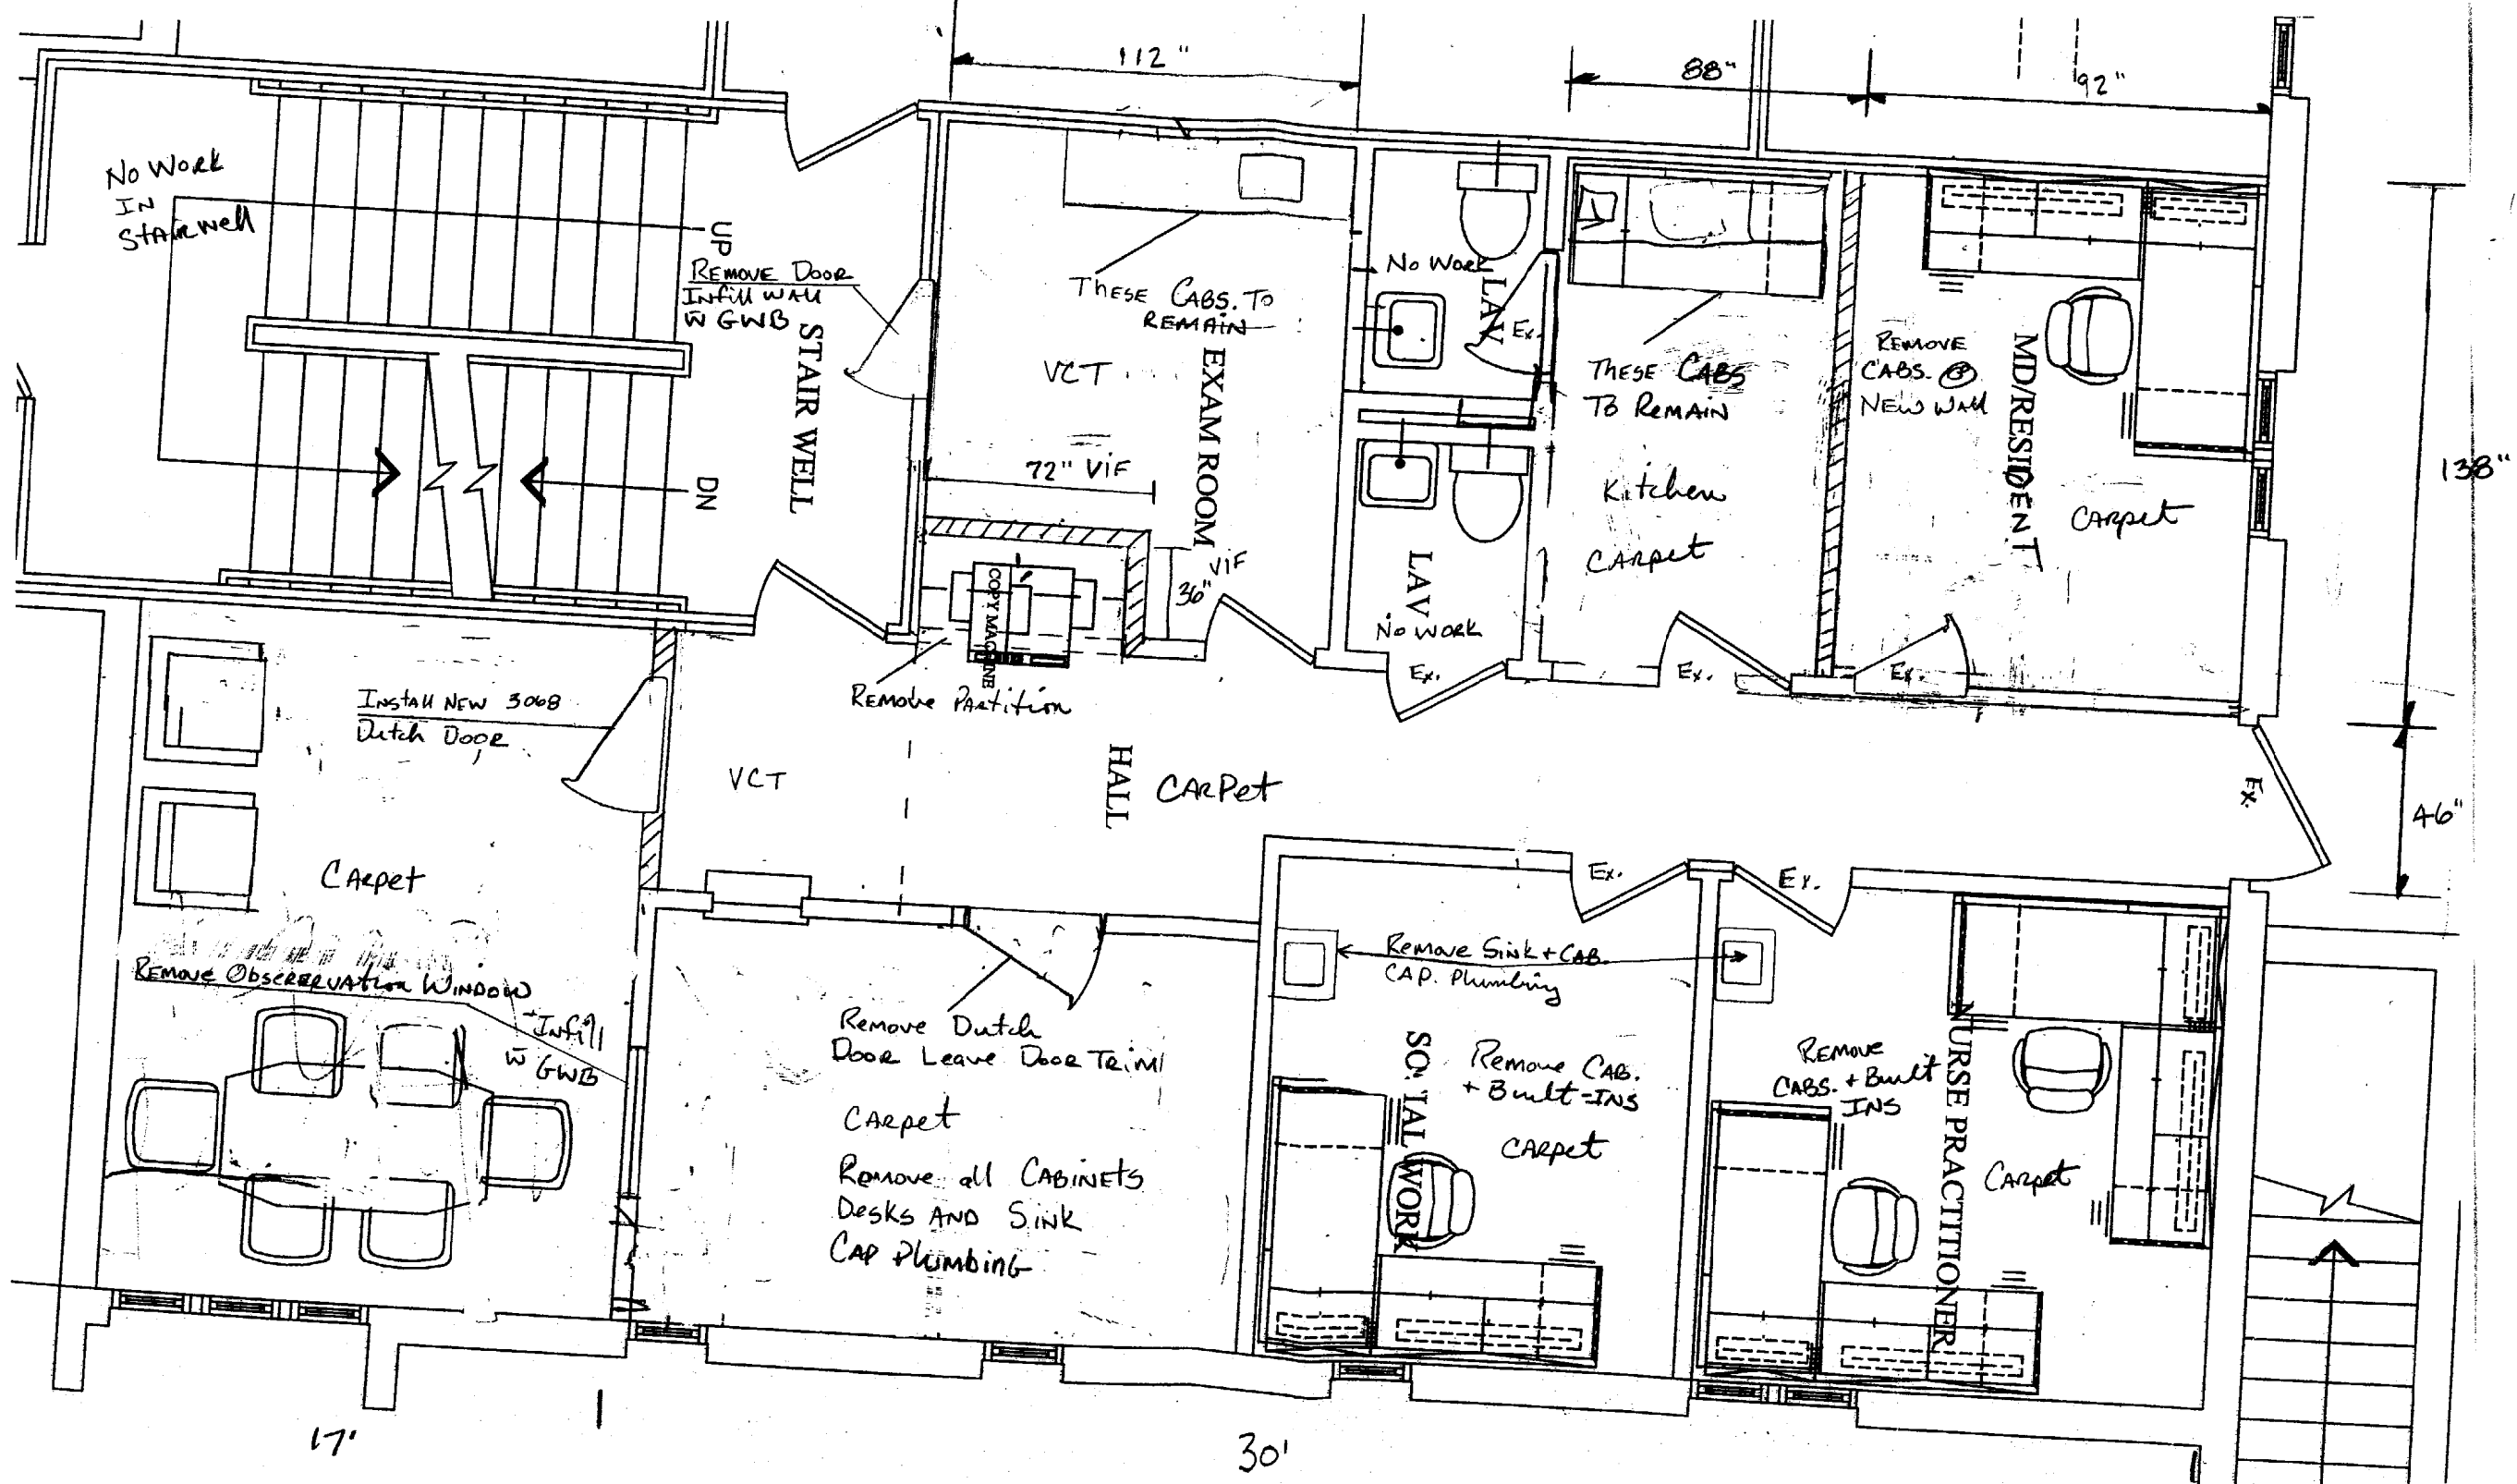 112"
88"
92"
No Work
IN
Stairwell
UP
REMOVE DOOR
INfill WALL
W GWB
STAIR WELL
DN
THESE CABS. TO
REMAIN
VCT
EXAM ROOM
72" VIF
VIF
36"
No Work
LAV
Ex.
THESE CABS
TO REMAIN
Kitchen
CARPET
REMOVE
CABS. @
NEW WALL
MD/RESIDENT
CARPET
138"
LAV
No WORK
Ex.
Ex.
Ex.
COPY MACHINE
REMOVE PARTITION
INSTALL NEW 3068
Dutch Door
VCT
HALL
CARPET
Ex.
46"
CARPET
REMOVE ObserERVATION WINDOW
+Infill
W GWB
Remove Dutch
DOOR Leave DOOR TRIM
CARPET
Remove all CABINETS
Desks AND SINK
CAP Plumbing
Ex.
Ex.
Remove Sink + CAB.
CAP. Plumbing
SOCIAL WORK
Remove CAB.
+ Built-INS
CARPET
REMOVE
CABS. + Built
INS
NURSE PRACTITIONER
CARPET
17'
30'